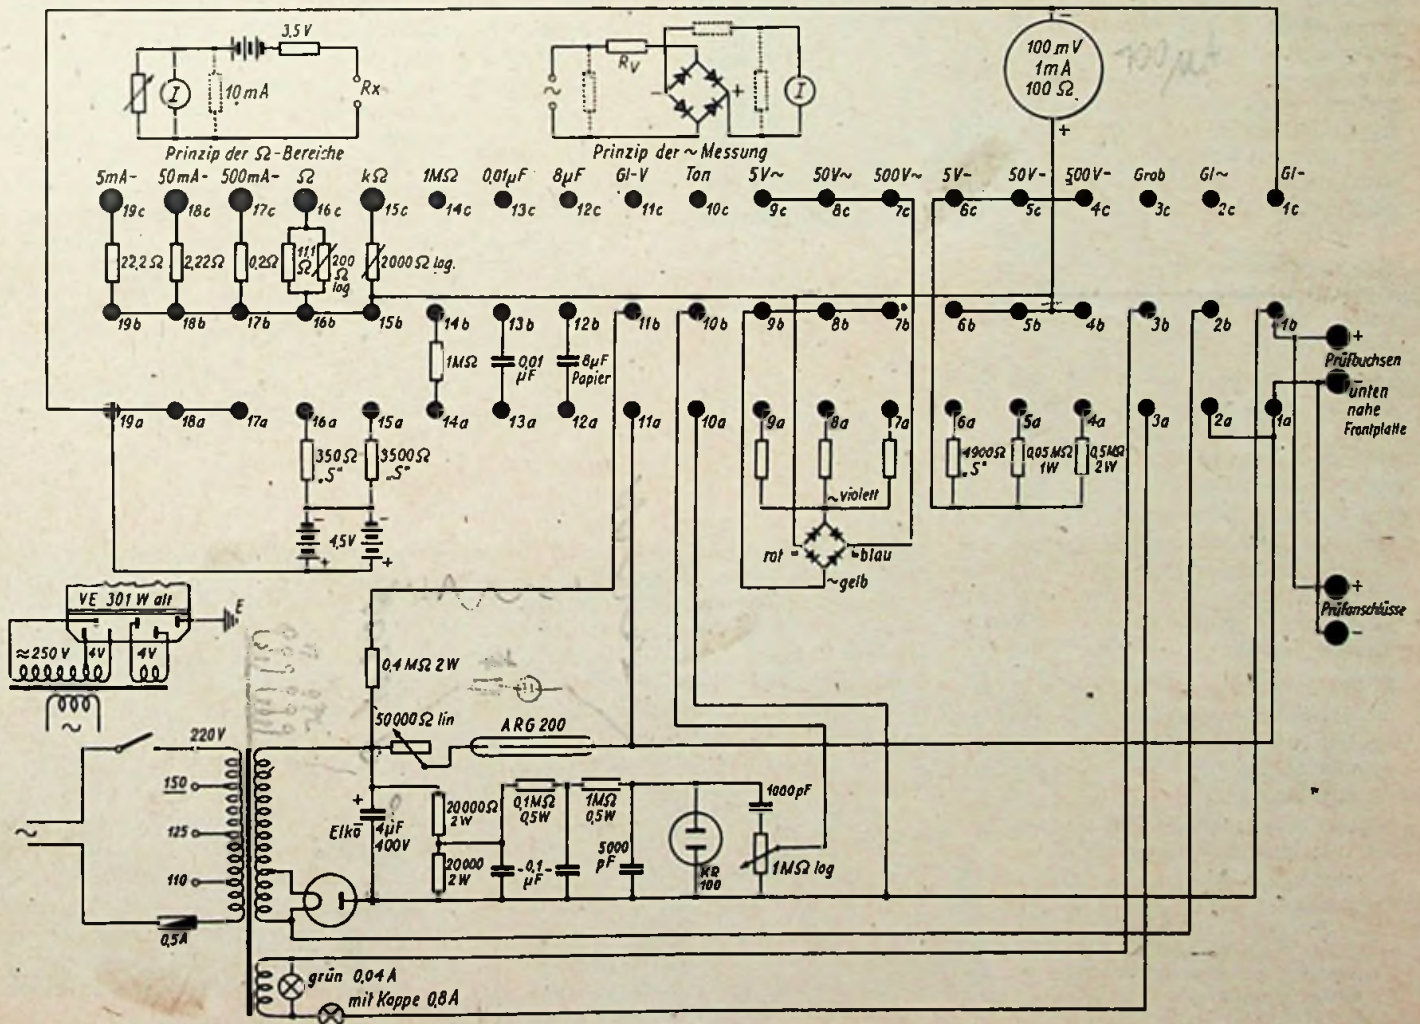 3,5 V
10 mA
I
Rx
Prinzip der Ω-Bereiche
RV
~
-
+
I
Prinzip der ~ Messung
-
100 mV
1 mA
100 Ω
+
5mA- 50mA- 500mA- Ω kΩ 1MΩ 0,01µF 8µF Gl-V Ton 5V~ 50V~ 500V~ 5V- 50V- 500V- Grob Gl~ Gl-
19c 18c 17c 16c 15c 14c 13c 12c 11c 10c 9c 8c 7c 6c 5c 4c 3c 2c 1c
22,2Ω 2,22Ω 0,2Ω 11,1 Ω 200 Ω log 2000Ω log.
19b 18b 17b 16b 15b 14b 13b 12b 11b 10b 9b 8b 7b 6b 5b 4b 3b 2b 1b
1MΩ
0,01 µF
8µF
Papier
+
Prüfbuchsen
-
unten
nahe
Frontplatte
19a 18a 17a 16a 15a 14a 13a 12a 11a 10a 9a 8a 7a 6a 5a 4a 3a 2a 1a
350Ω
„S"
3500Ω
„S"
4900Ω
„S"
0,05 MΩ
1W
0,5MΩ
2W
~violett
- -
4,5V
+ +
rot -
-blau
~gelb
VE 301 W alt
E
≈250 V 4V 4V
~
+
Prüfanschlüsse
-
0,4 MΩ 2W
50000Ω lin
ARG 200
220V
150
125
110
~
0,5A
+
Elko
4µF
400V
20000Ω
2W
20000
2W
0,1MΩ
0,5W
1MΩ
0,5W
-0,1-
µF
5000
pF
KR
100
1000pF
1MΩ log
grün 0,04 A
mit Kappe 0,8A